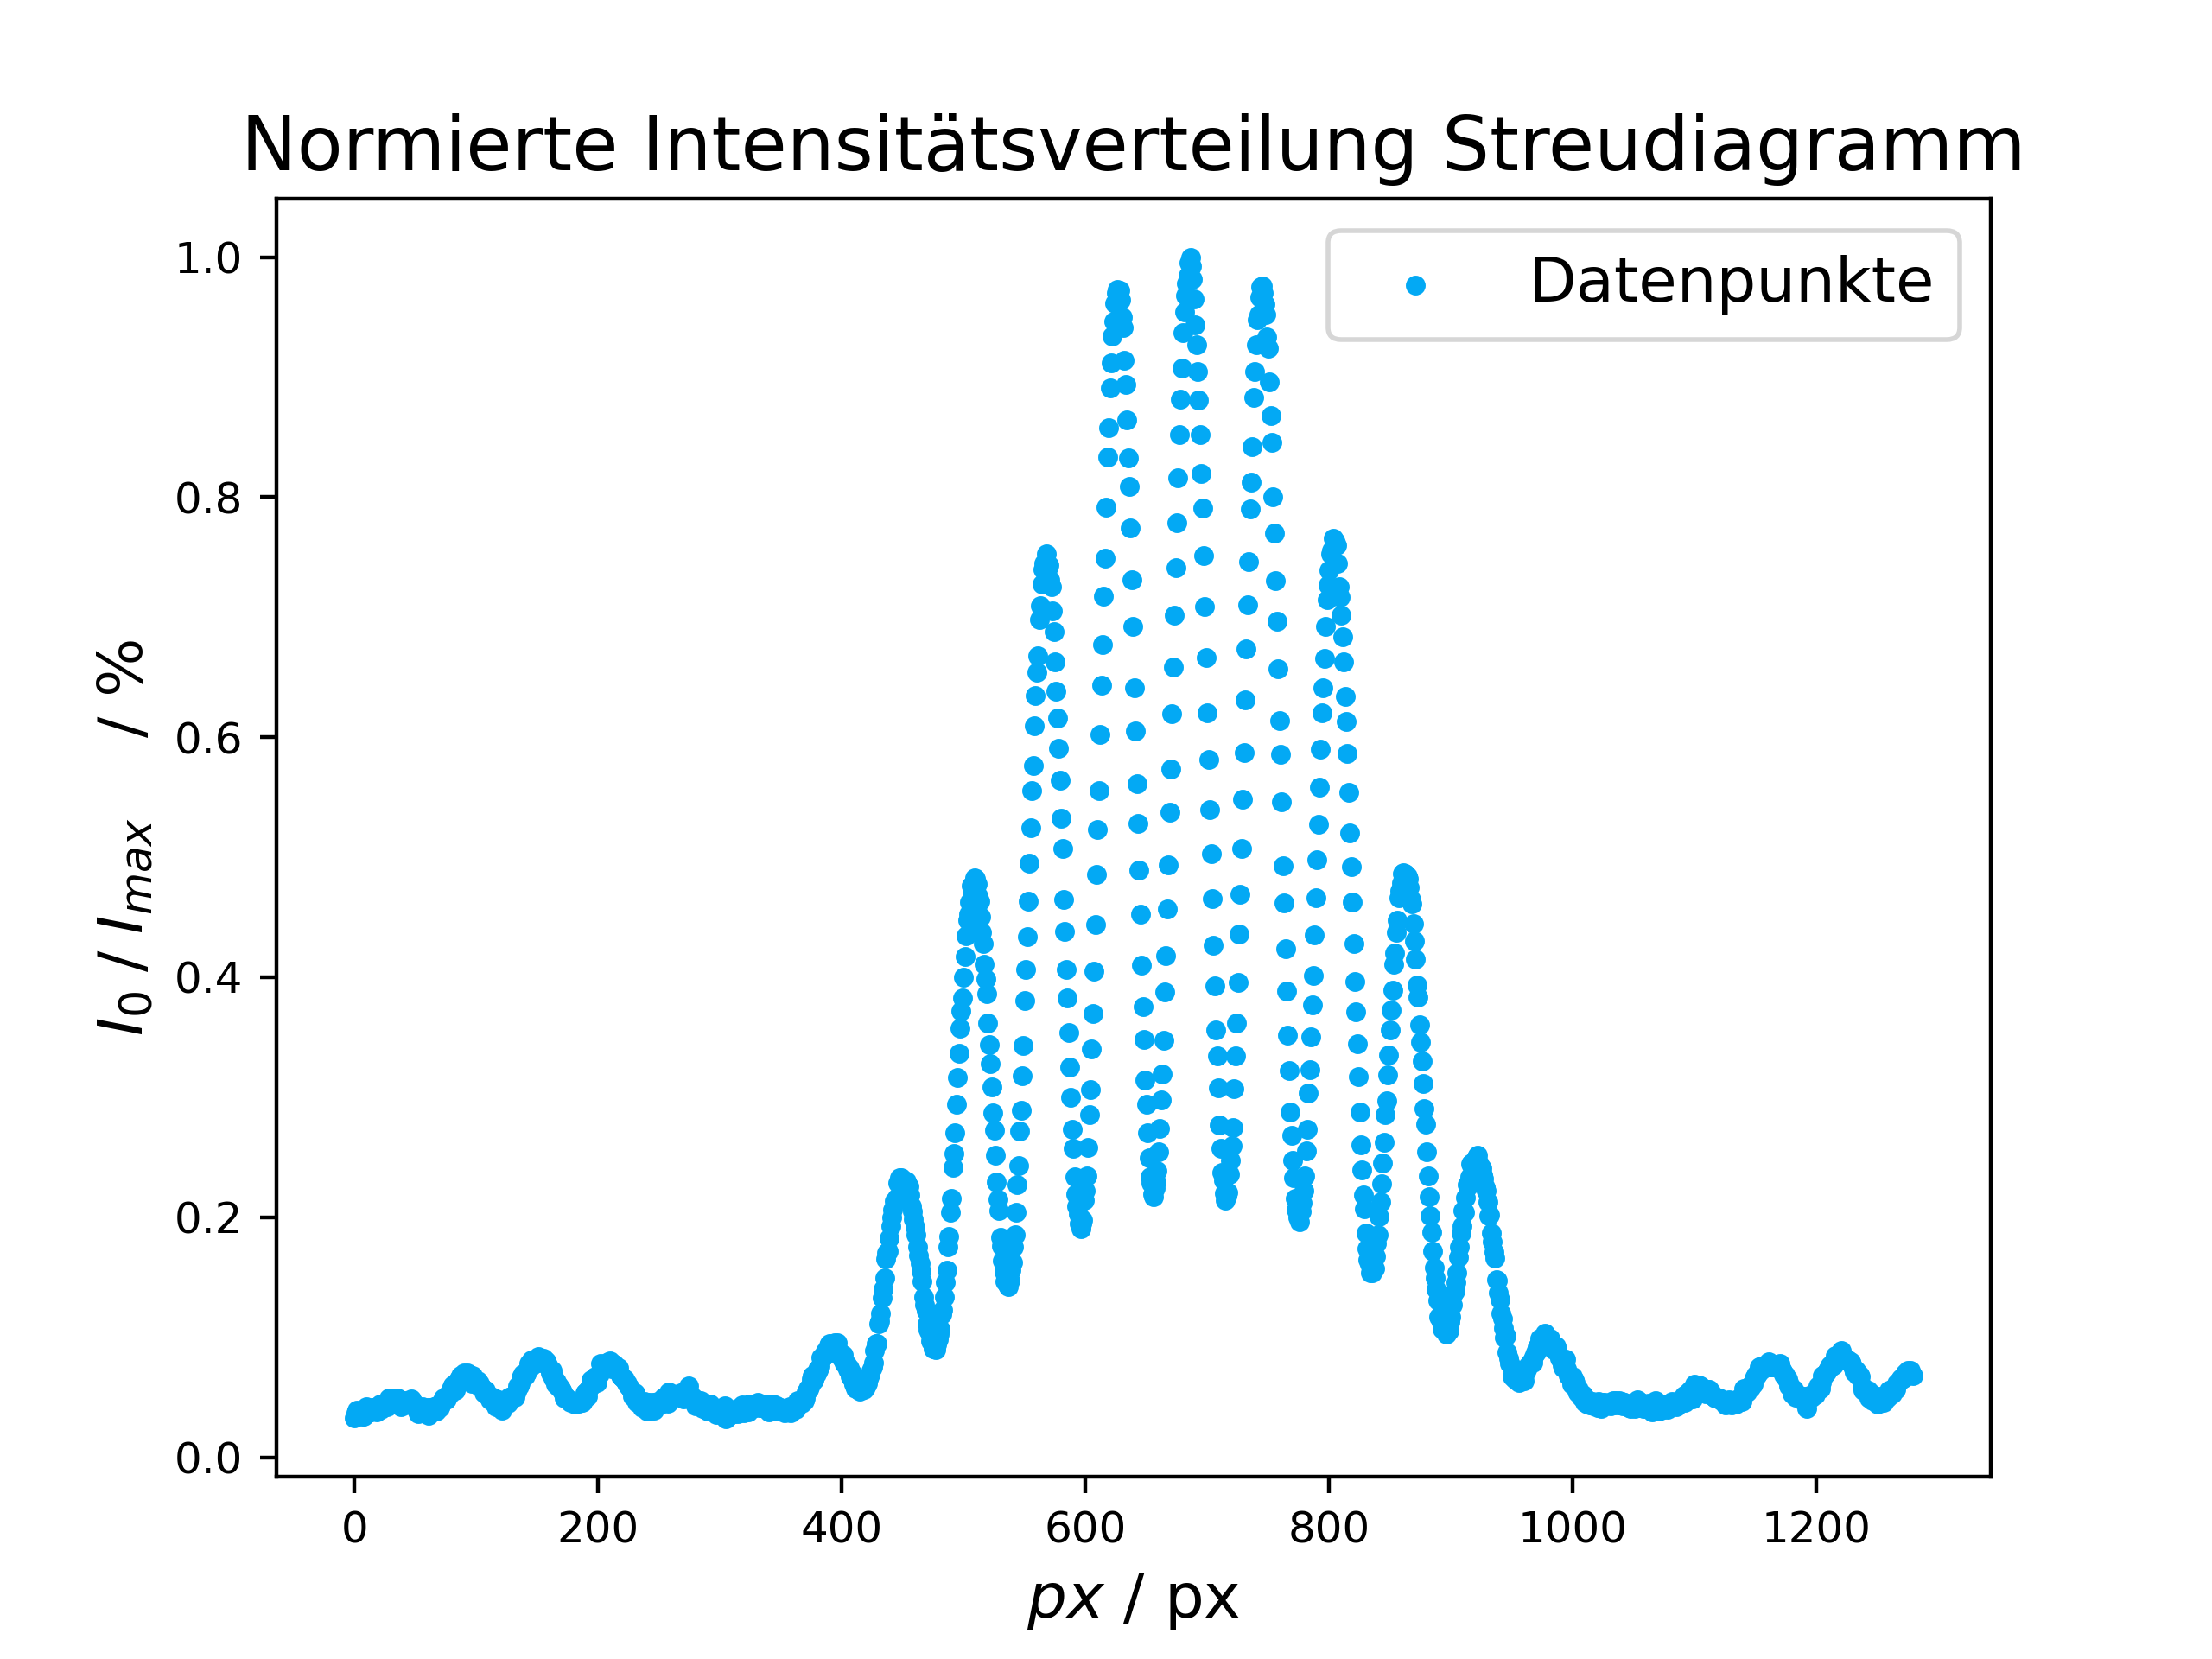 Normierte Intensitätsverteilung Streudiagramm
Datenpunkte
I₀ / Iₘₐₓ / %
1.0
0.8
0.6
0.4
0.2
0.0
0 200 400 600 800 1000 1200
px / px